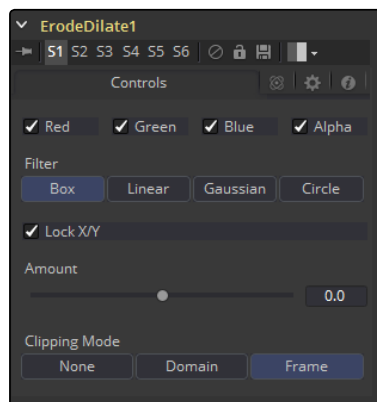 ErodeDilate1
S1 S2 S3 S4 S5 S6
Controls
Red Green Blue Alpha
Filter
Box Linear Gaussian Circle
Lock X/Y
Amount
0.0
Clipping Mode
None Domain Frame